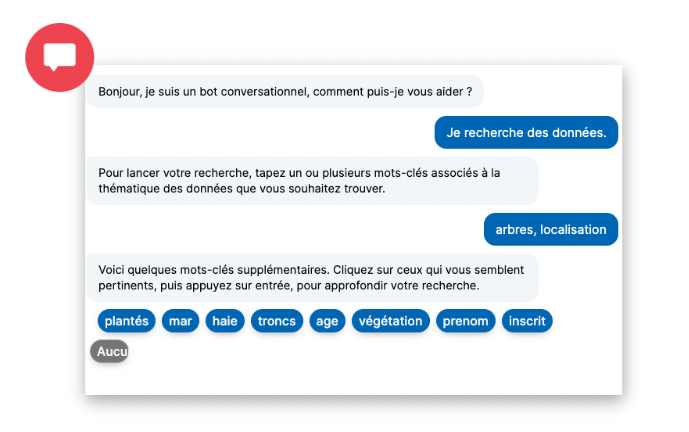 Bonjour, je suis un bot conversationnel, comment puis-je vous aider ?
Je recherche des données.
Pour lancer votre recherche, tapez un ou plusieurs mots-clés associés à la
thématique des données que vous souhaitez trouver.
arbres, localisation
Voici quelques mots-clés supplémentaires. Cliquez sur ceux qui vous semblent
pertinents, puis appuyez sur entrée, pour approfondir votre recherche.
plantés mar haie troncs age végétation prenom inscrit
Aucu